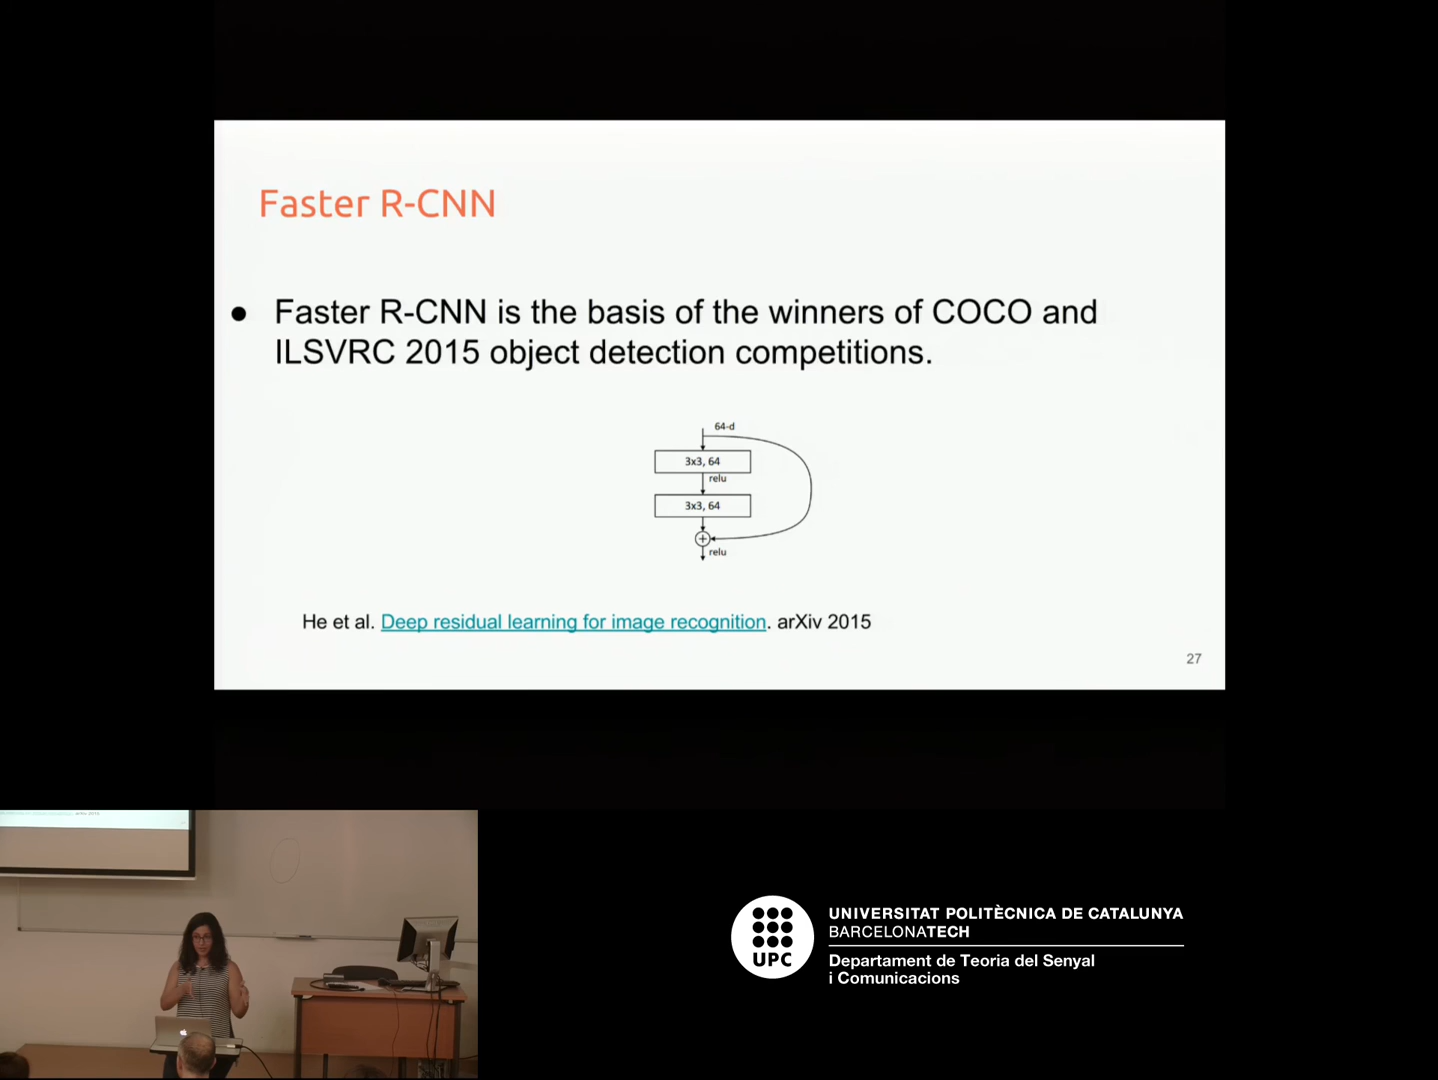 Faster R-CNN
● Faster R-CNN is the basis of the winners of COCO and
ILSVRC 2015 object detection competitions.
64-d
3x3, 64
relu
3x3, 64
+
relu
He et al. Deep residual learning for image recognition. arXiv 2015
27
UPC
UNIVERSITAT POLITÈCNICA DE CATALUNYA
BARCELONATECH
Departament de Teoria del Senyal
i Comunicacions